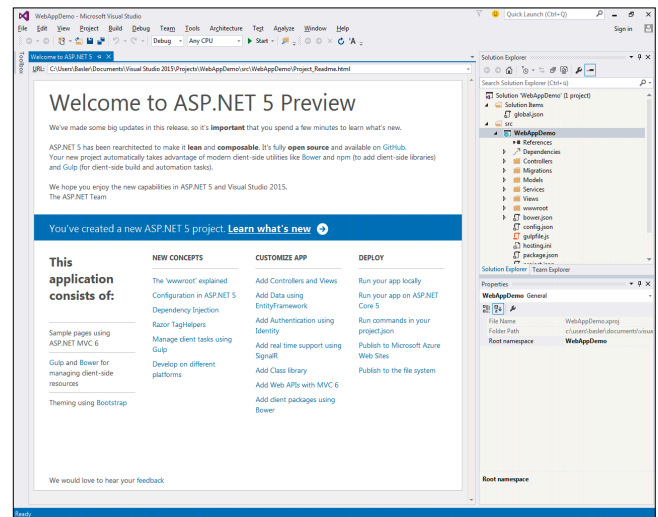 WebAppDemo - Microsoft Visual Studio
Quick Launch (Ctrl+Q)
File Edit View Project Build Debug Team Tools Architecture Test Analyze Window Help
Sign in
Debug Any CPU Start
Toolbox
Welcome to ASP.NET 5
URL: C:\Users\Basler\Documents\Visual Studio 2015\Projects\WebAppDemo\src\WebAppDemo\Project_Readme.html
Welcome to ASP.NET 5 Preview
We've made some big updates in this release, so it's important that you spend a few minutes to learn what's new.
ASP.NET 5 has been rearchitected to make it lean and composable. It's fully open source and available on GitHub.
Your new project automatically takes advantage of modern client-side utilities like Bower and npm (to add client-side libraries)
and Gulp (for client-side build and automation tasks).
We hope you enjoy the new capabilities in ASP.NET 5 and Visual Studio 2015.
The ASP.NET Team
You've created a new ASP.NET 5 project. Learn what's new
This
application
consists of:
Sample pages using
ASP.NET MVC 6
Gulp and Bower for
managing client-side
resources
Theming using Bootstrap
NEW CONCEPTS
The 'wwwroot' explained
Configuration in ASP.NET 5
Dependency Injection
Razor TagHelpers
Manage client tasks using
Gulp
Develop on different
platforms
CUSTOMIZE APP
Add Controllers and Views
Add Data using
EntityFramework
Add Authentication using
Identity
Add real time support using
SignalR
Add Class library
Add Web APIs with MVC 6
Add client packages using
Bower
DEPLOY
Run your app locally
Run your app on ASP.NET
Core 5
Run commands in your
project.json
Publish to Microsoft Azure
Web Sites
Publish to the file system
We would love to hear your feedback
Solution Explorer
Search Solution Explorer (Ctrl+ü)
Solution 'WebAppDemo' (1 project)
Solution Items
global.json
src
WebAppDemo
References
Dependencies
Controllers
Migrations
Models
Services
Views
wwwroot
bower.json
config.json
gulpfile.js
hosting.ini
package.json
Solution Explorer Team Explorer
Properties
WebAppDemo General
File Name WebAppDemo.xproj
Folder Path c:\users\basler\documents\visua
Root namespace WebAppDemo
Root namespace
Ready